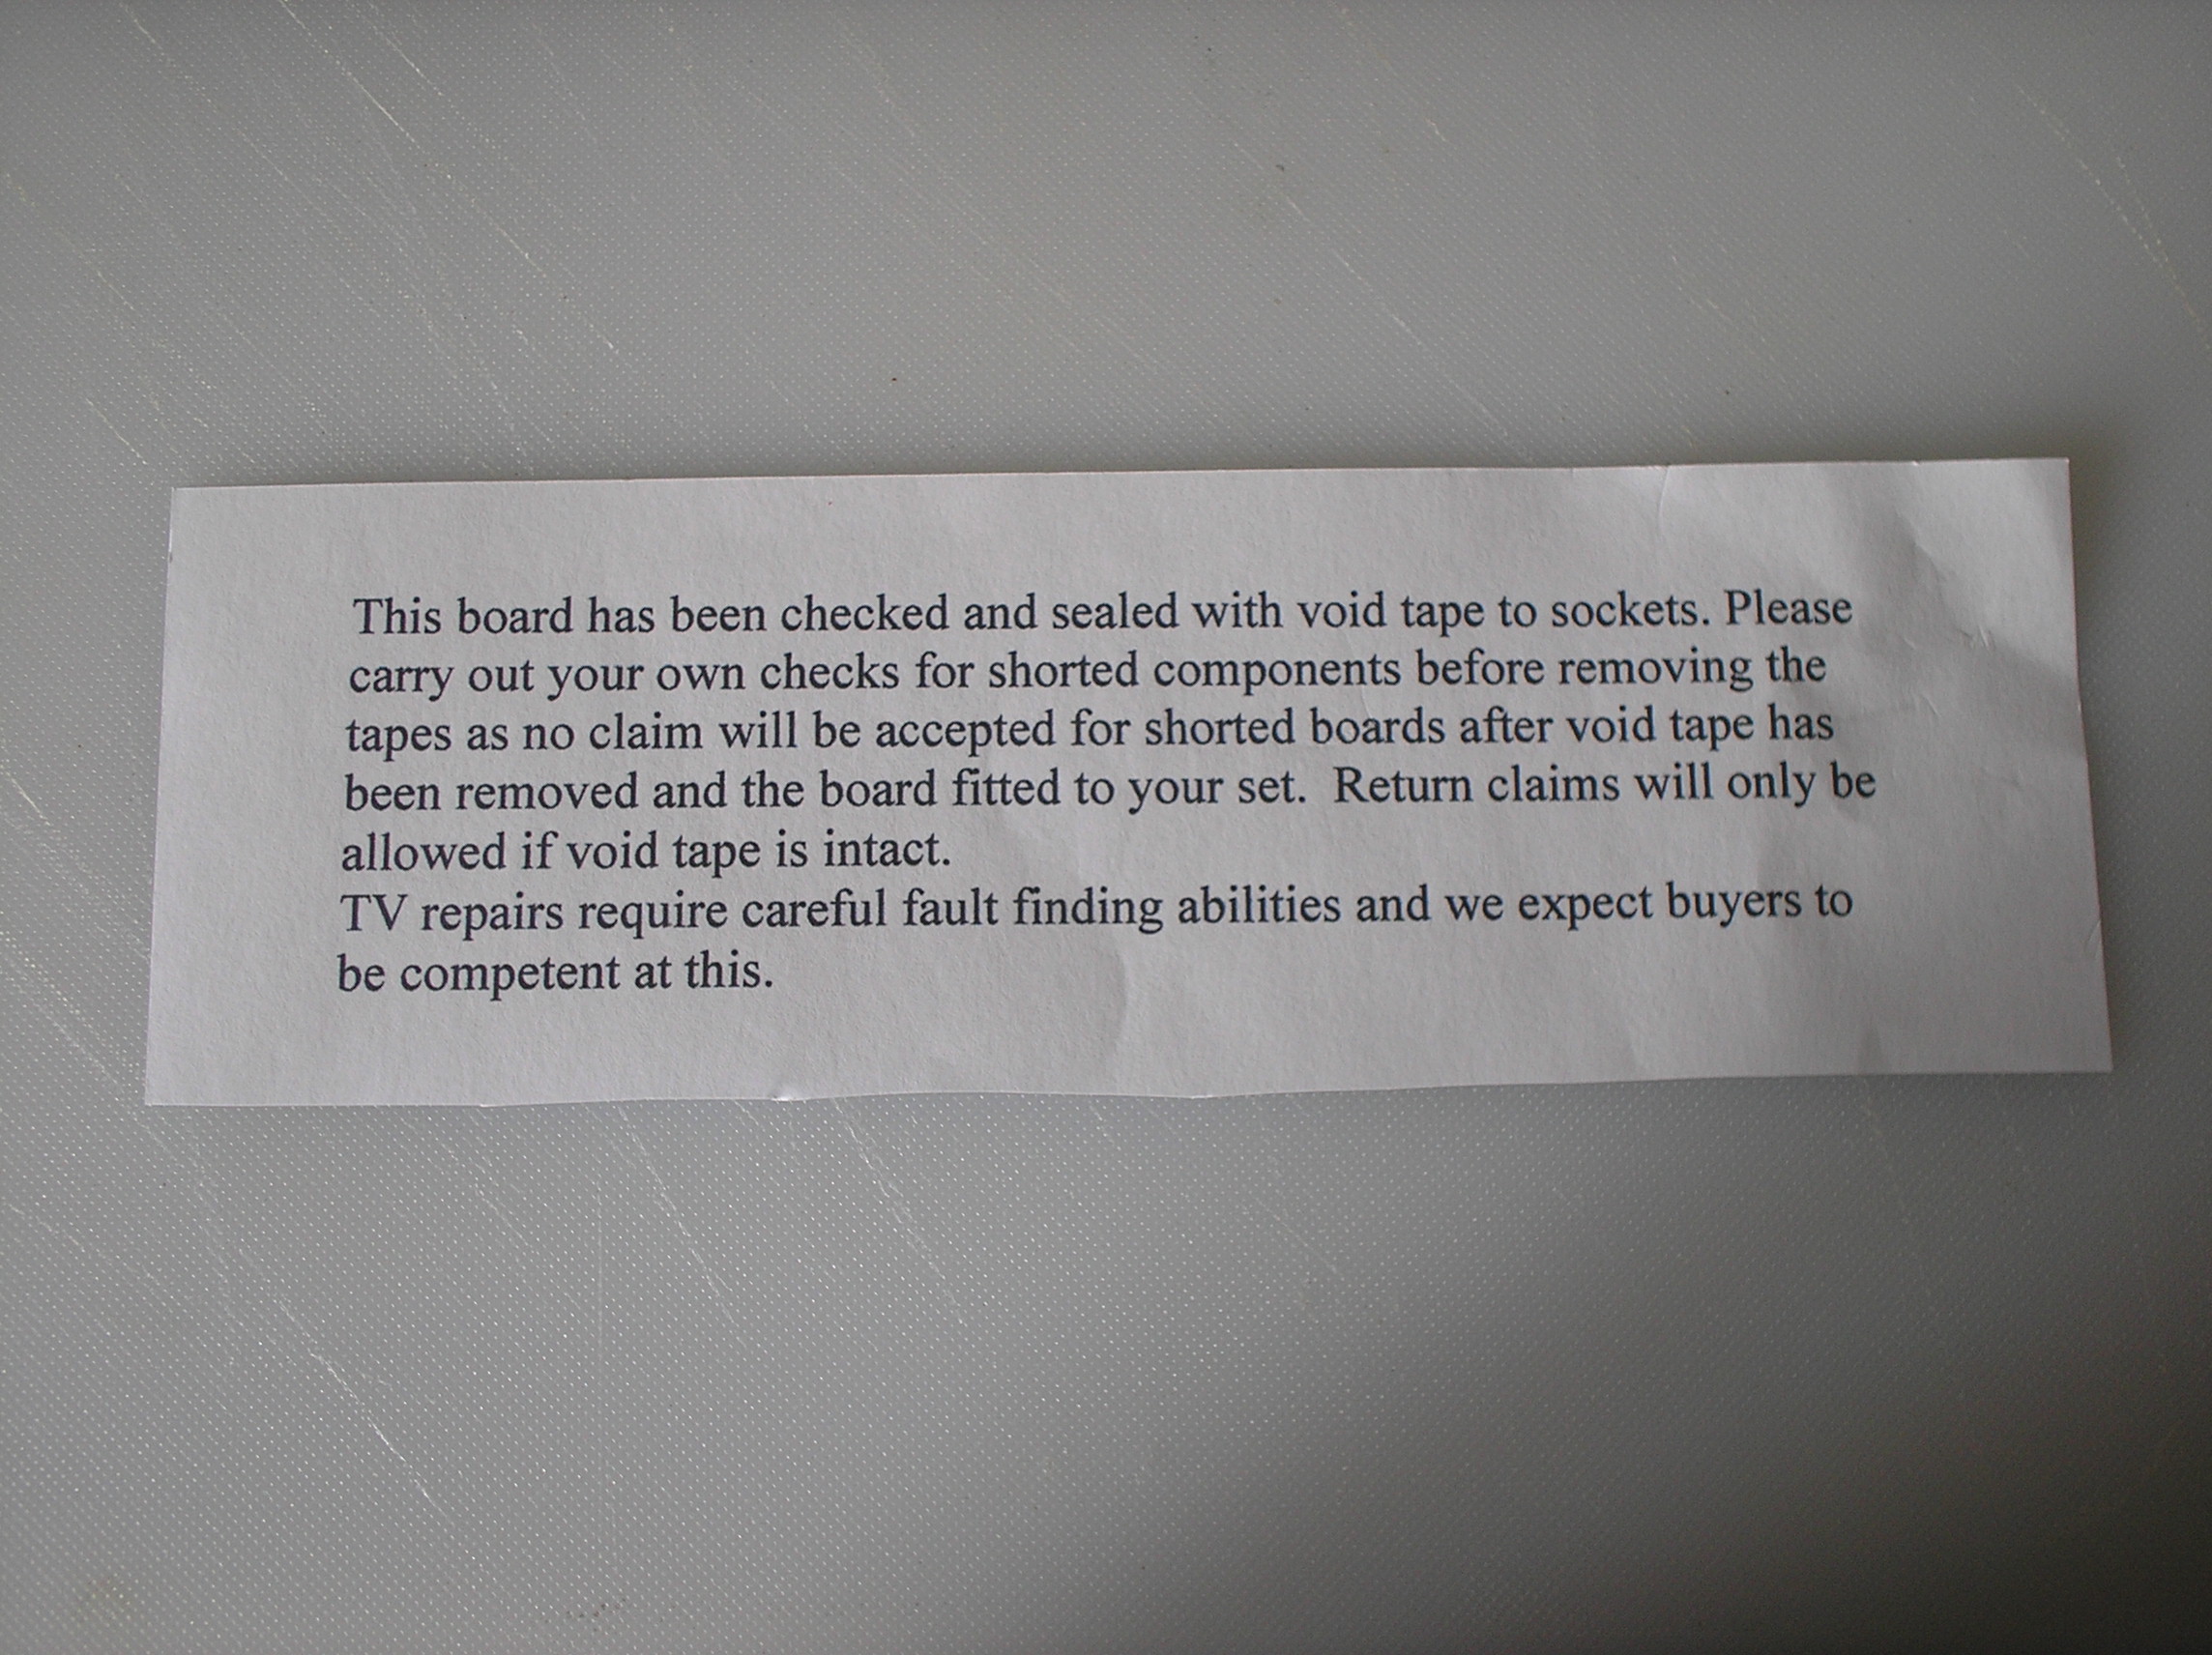 This board has been checked and sealed with void tape to sockets. Please
carry out your own checks for shorted components before removing the
tapes as no claim will be accepted for shorted boards after void tape has
been removed and the board fitted to your set.  Return claims will only be
allowed if void tape is intact.
TV repairs require careful fault finding abilities and we expect buyers to
be competent at this.